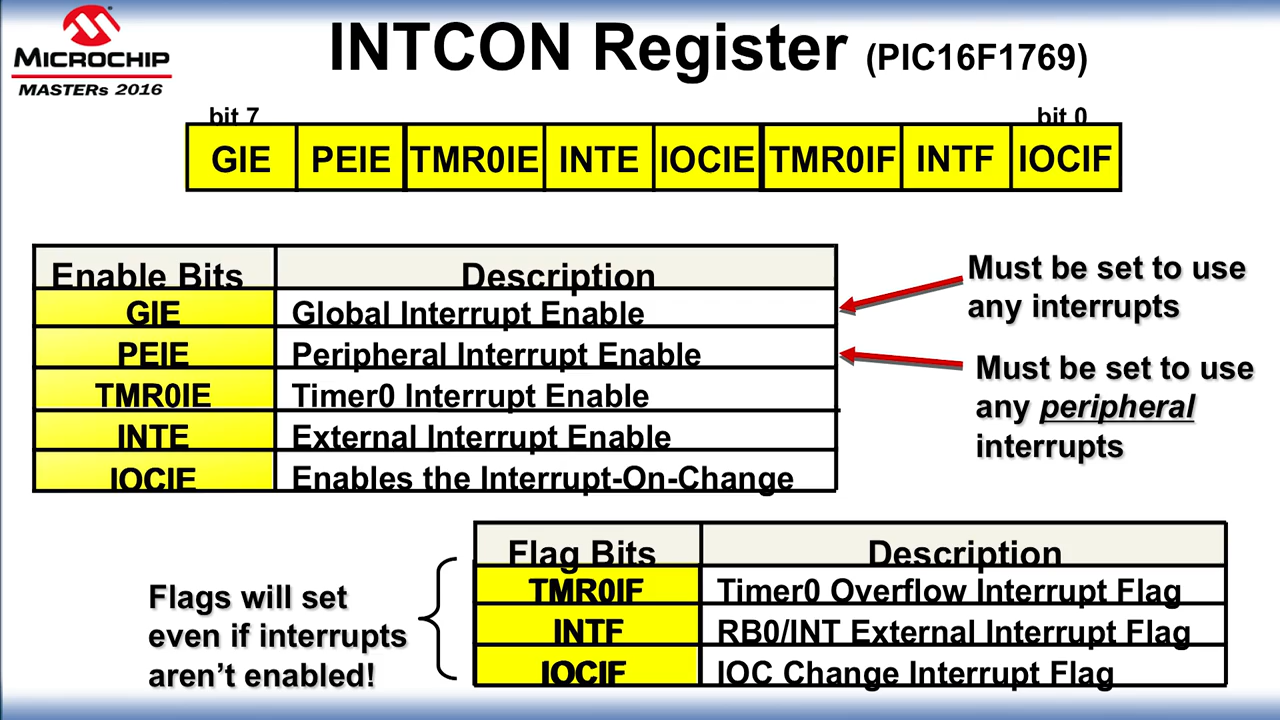 MICROCHIP
MASTERs 2016
INTCON Register (PIC16F1769)
bit 7 bit 0
GIE PEIE TMR0IE INTE IOCIE TMR0IF INTF IOCIF
Enable Bits Description
GIE Global Interrupt Enable
PEIE Peripheral Interrupt Enable
TMR0IE Timer0 Interrupt Enable
INTE External Interrupt Enable
IOCIE Enables the Interrupt-On-Change
Must be set to use
any interrupts
Must be set to use
any peripheral
interrupts
Flags will set
even if interrupts
aren’t enabled!
Flag Bits Description
TMR0IF Timer0 Overflow Interrupt Flag
INTF RB0/INT External Interrupt Flag
IOCIF IOC Change Interrupt Flag